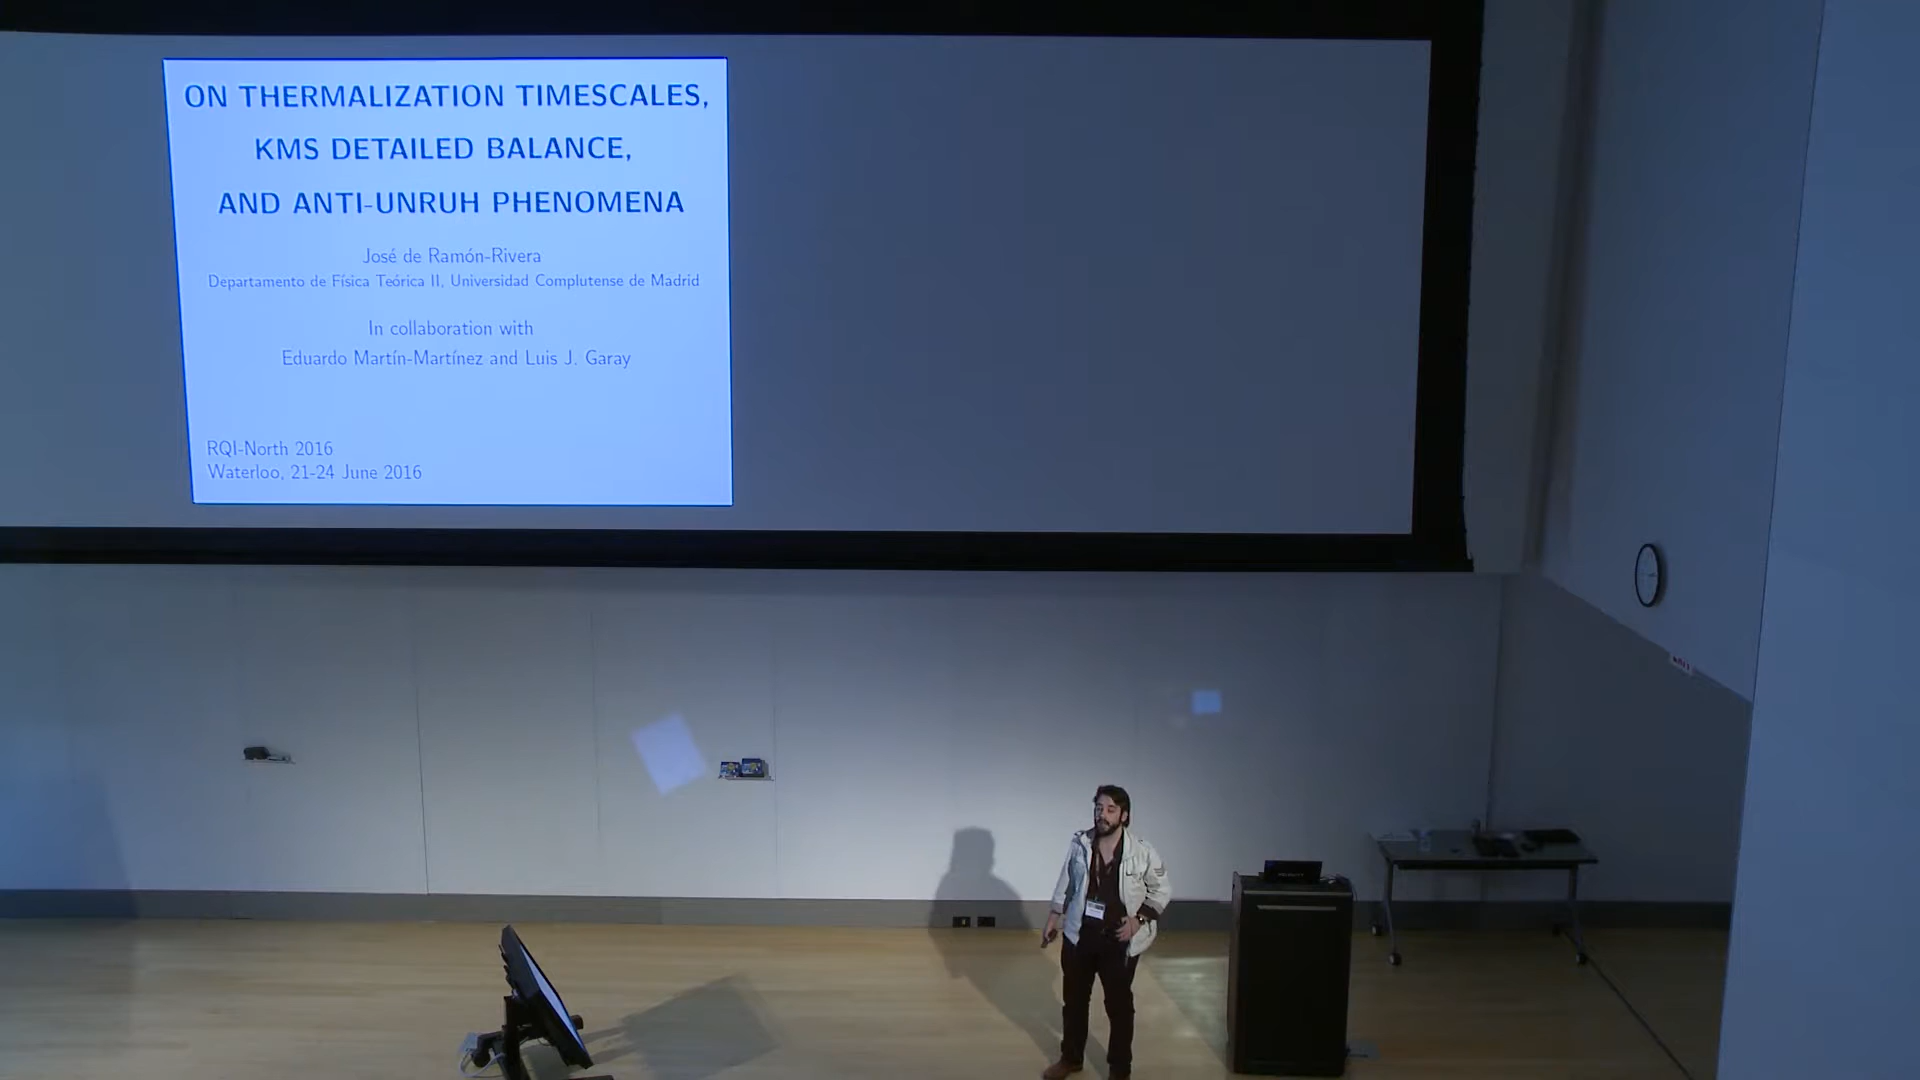 ON THERMALIZATION TIMESCALES,
KMS DETAILED BALANCE,
AND ANTI-UNRUH PHENOMENA
José de Ramón-Rivera
Departamento de Física Teórica II, Universidad Complutense de Madrid
In collaboration with
Eduardo Martín-Martínez and Luis J. Garay
RQI-North 2016
Waterloo, 21-24 June 2016